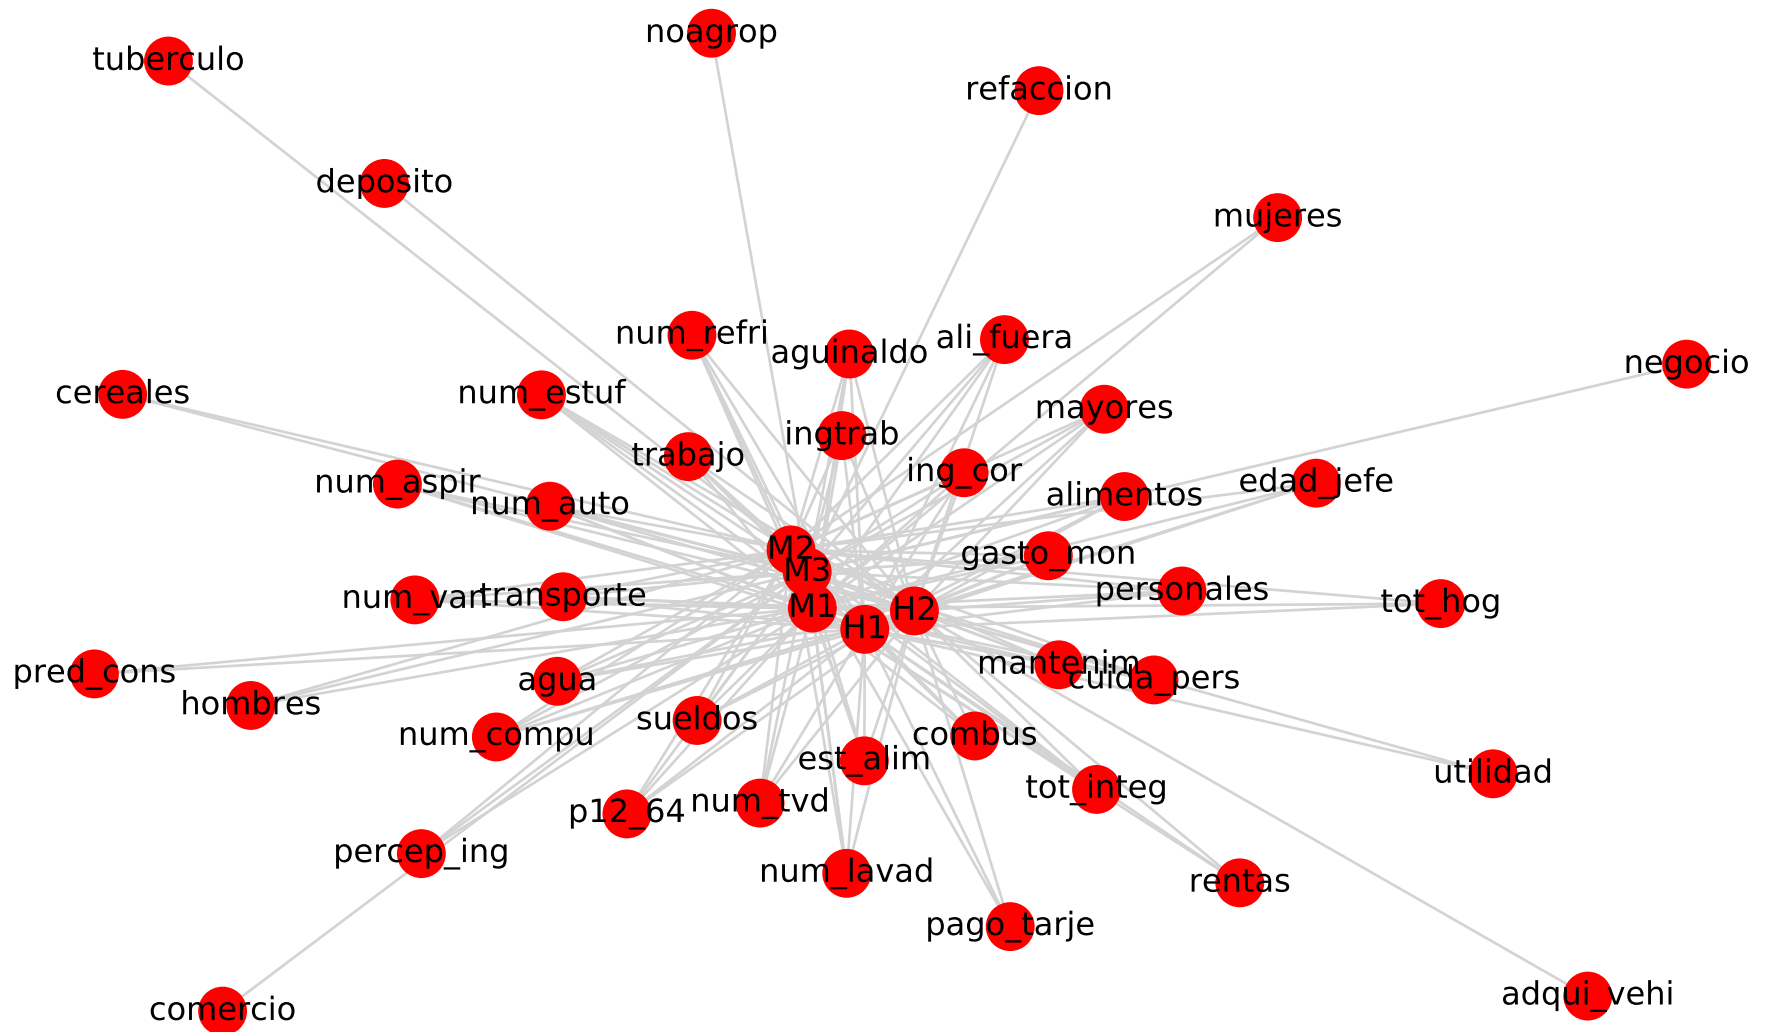 noagrop
tuberculo
refaccion
deposito
mujeres
num_refri
aguinaldo
ali_fuera
negocio
cereales
num_estuf
mayores
ingtrab
trabajo
ing_cor
num_aspir
edad_jefe
alimentos
num_auto
M2
gasto_mon
M3
personales
num_vart
transporte
tot_hog
M1
H2
H1
mantenim
pred_cons
agua
cuida_pers
hombres
sueldos
num_compu
combus
est_alim
utilidad
tot_integ
num_tvd
p12_64
percep_ing
num_lavad
rentas
pago_tarje
adqui_vehi
comercio